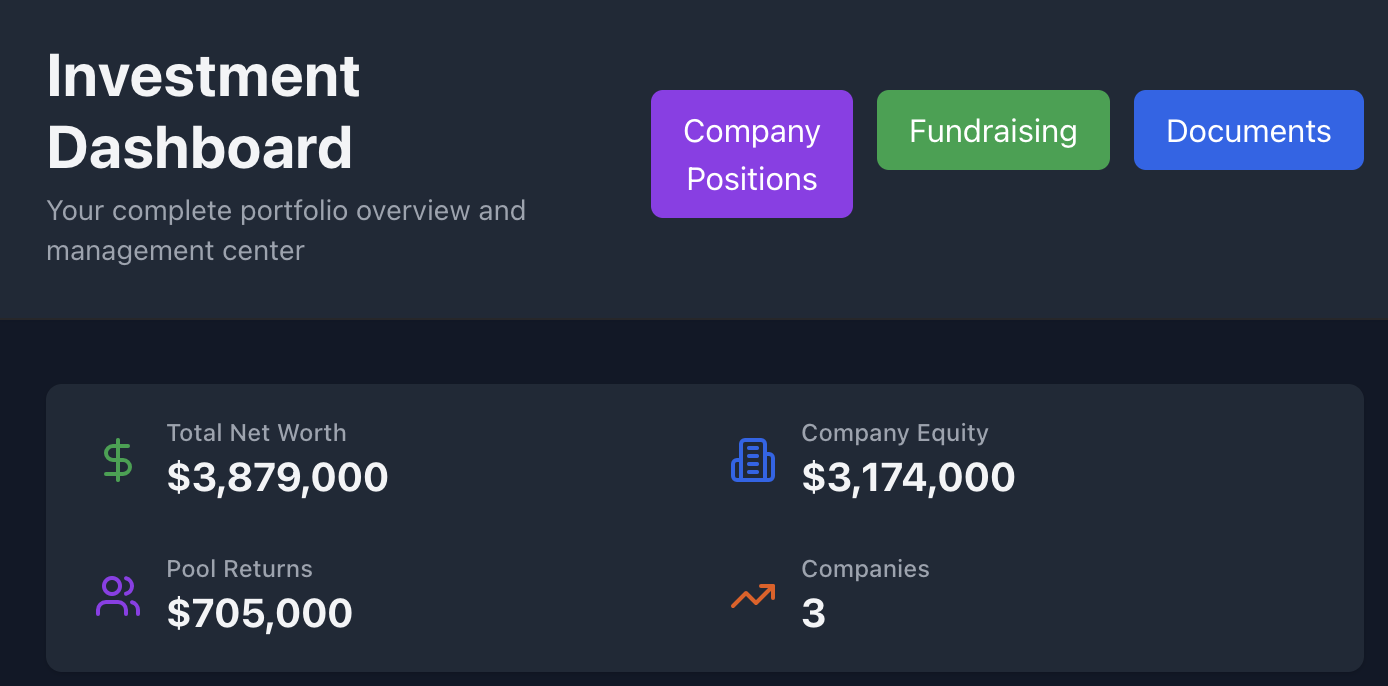 Investment
Dashboard
Your complete portfolio overview and
management center
Company
Positions
Fundraising
Documents
Total Net Worth
$3,879,000
Company Equity
$3,174,000
Pool Returns
$705,000
Companies
3